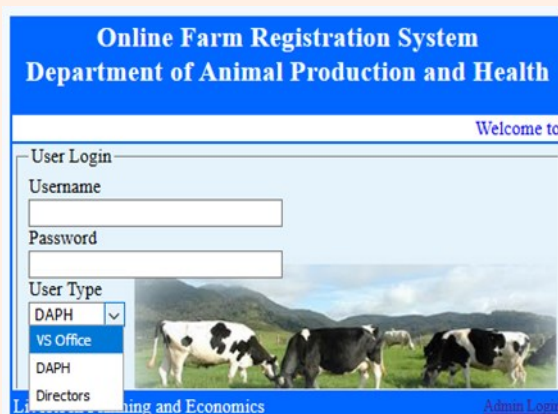 Online Farm Registration System
Department of Animal Production and Health
Welcome to
User Login
Username
Password
User Type
DAPH
VS Office
DAPH
Directors
ing and Economics
Admin Login